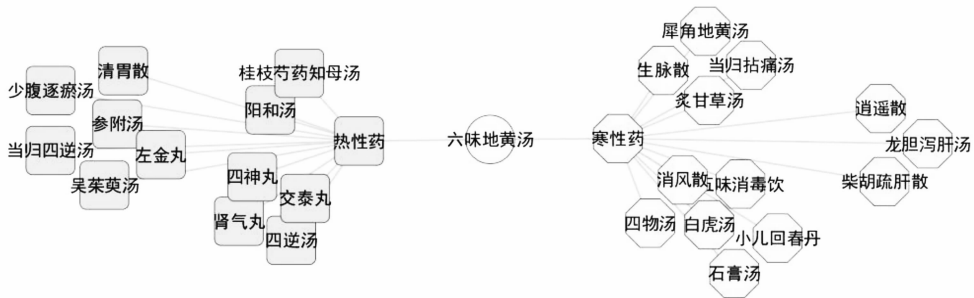 清胃散
少腹逐瘀汤
参附汤
当归四逆汤
左金丸
吴茱萸汤
桂枝芍药知母汤
阳和汤
热性药
四神丸
交泰丸
肾气丸
四逆汤
六味地黄汤
犀角地黄汤
生脉散
当归拈痛汤
炙甘草汤
寒性药
逍遥散
龙胆泻肝汤
柴胡疏肝散
消风散
五味消毒饮
四物汤
白虎汤
小儿回春丹
石膏汤